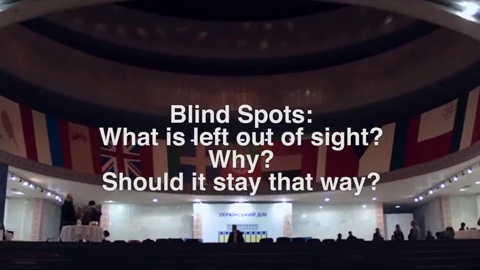 Blind Spots:
What is left out of sight?
Why?
Should it stay that way?
УКРАЇНСЬКИЙ ДІМ